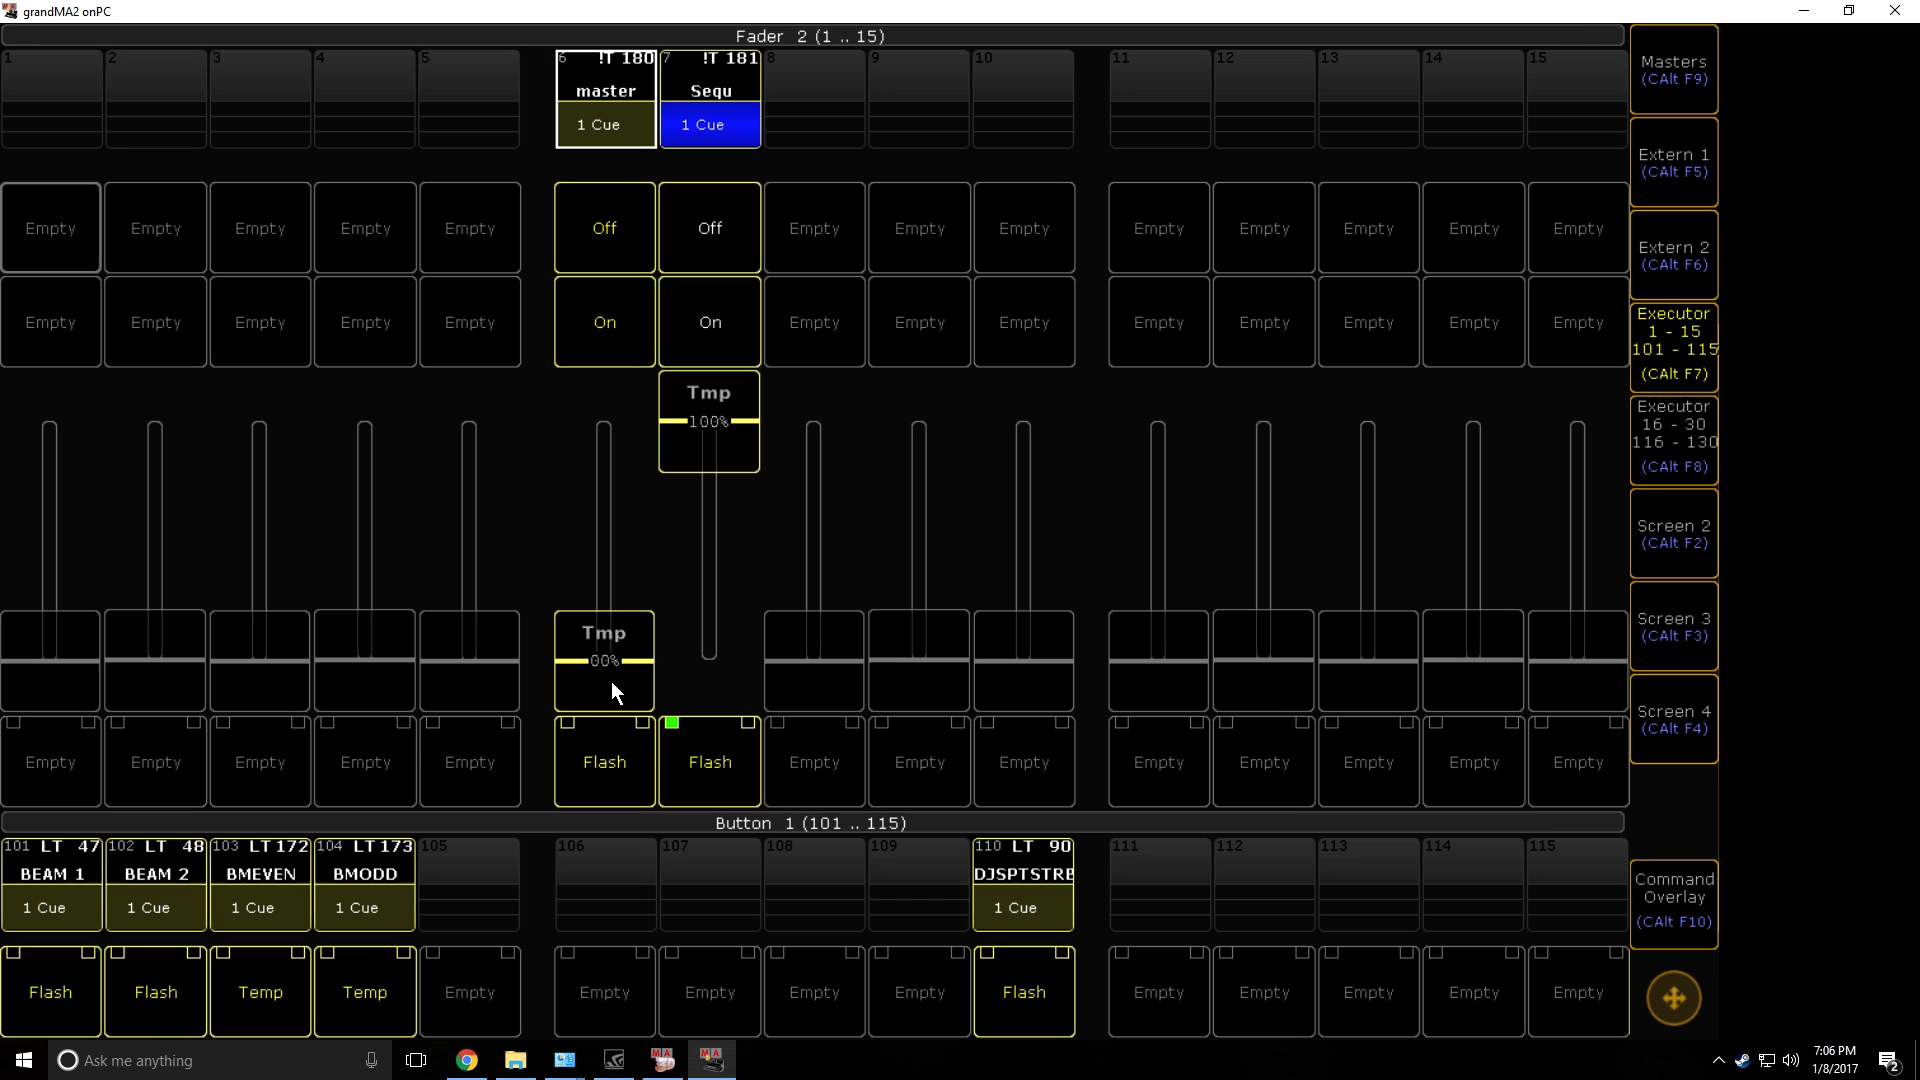 grandMA2 onPC
Fader 2 (1 .. 15)
1 2 3 4 5 6 !T 180 7 !T 181 8 9 10 11 12 13 14 15
master Sequ
1 Cue 1 Cue
Empty Empty Empty Empty Empty Off Off Empty Empty Empty Empty Empty Empty Empty Empty
Empty Empty Empty Empty Empty On On Empty Empty Empty Empty Empty Empty Empty Empty
Tmp
100%
Tmp
00%
Empty Empty Empty Empty Empty Flash Flash Empty Empty Empty Empty Empty Empty Empty Empty
Button 1 (101 .. 115)
101 LT 47 102 LT 48 103 LT 172 104 LT 173 105 106 107 108 109 110 LT 90 111 112 113 114 115
BEAM 1 BEAM 2 BMEVEN BMODD DJSPTSTRB
1 Cue 1 Cue 1 Cue 1 Cue 1 Cue
Flash Flash Temp Temp Empty Empty Empty Empty Empty Flash Empty Empty Empty Empty Empty
Masters
(CAlt F9)
Extern 1
(CAlt F5)
Extern 2
(CAlt F6)
Executor
1 - 15
101 - 115
(CAlt F7)
Executor
16 - 30
116 - 130
(CAlt F8)
Screen 2
(CAlt F2)
Screen 3
(CAlt F3)
Screen 4
(CAlt F4)
Command
Overlay
(CAlt F10)
Ask me anything
MA MA
7:06 PM
1/8/2017
2